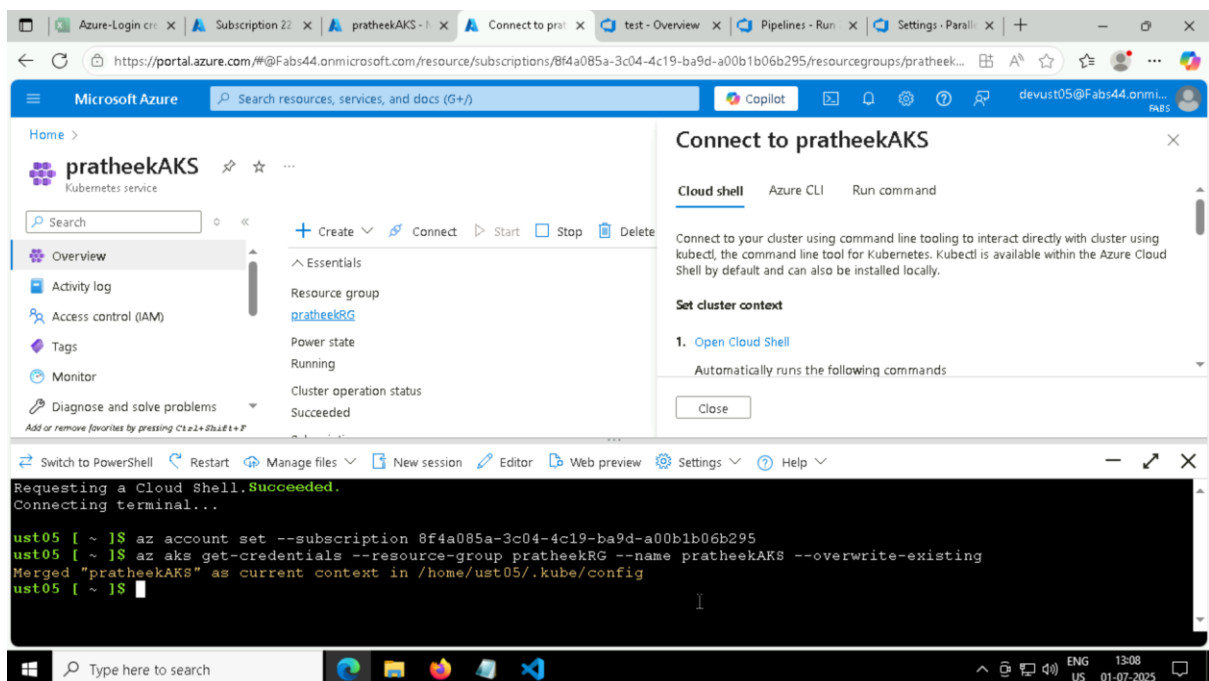 Azure-Login cre
Subscription 22
pratheekAKS - M
Connect to prat
test - Overview
Pipelines - Run
Settings · Parall
https://portal.azure.com/#@Fabs44.onmicrosoft.com/resource/subscriptions/8f4a085a-3c04-4c19-ba9d-a00b1b06b295/resourcegroups/pratheek...
Microsoft Azure
Search resources, services, and docs (G+/)
Copilot
devust05@Fabs44.onmi...
FABS
Home >
pratheekAKS
Kubernetes service
Search
Overview
Activity log
Access control (IAM)
Tags
Monitor
Diagnose and solve problems
Add or remove favorites by pressing Ctrl+Shift+F
Create
Connect
Start
Stop
Delete
Essentials
Resource group
pratheekRG
Power state
Running
Cluster operation status
Succeeded
Connect to pratheekAKS
Cloud shell
Azure CLI
Run command
Connect to your cluster using command line tooling to interact directly with cluster using
kubectl, the command line tool for Kubernetes. Kubectl is available within the Azure Cloud
Shell by default and can also be installed locally.
Set cluster context
1. Open Cloud Shell
Automatically runs the following commands
Close
Switch to PowerShell
Restart
Manage files
New session
Editor
Web preview
Settings
Help
Requesting a Cloud Shell.Succeeded.
Connecting terminal...
ust05 [ ~ ]$ az account set --subscription 8f4a085a-3c04-4c19-ba9d-a00b1b06b295
ust05 [ ~ ]$ az aks get-credentials --resource-group pratheekRG --name pratheekAKS --overwrite-existing
Merged "pratheekAKS" as current context in /home/ust05/.kube/config
ust05 [ ~ ]$
Type here to search
ENG
US
13:08
01-07-2025